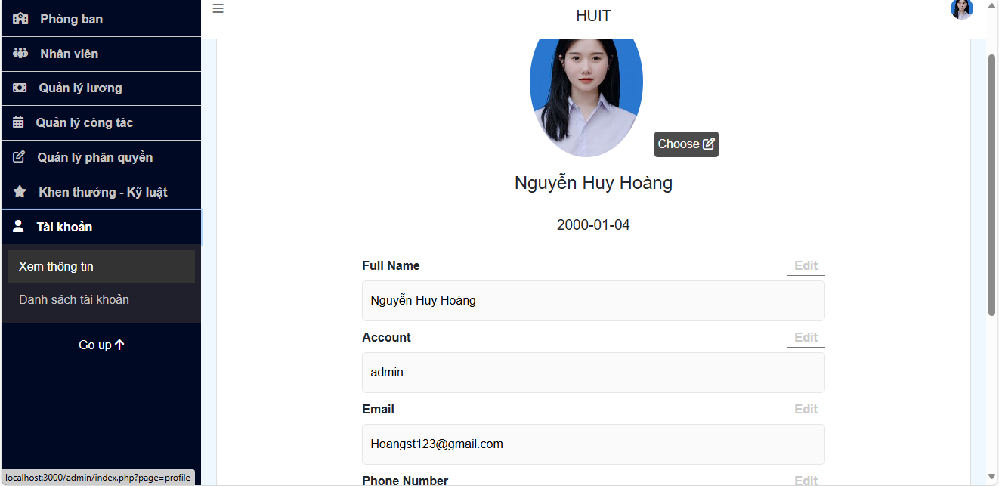 Phòng ban
Nhân viên
Quản lý lương
Quản lý công tác
Quản lý phân quyền
Khen thưởng - Kỹ luật
Tài khoản
Xem thông tin
Danh sách tài khoản
Go up
localhost:3000/admin/index.php?page=profile
HUIT
Choose
Nguyễn Huy Hoàng
2000-01-04
Full Name Edit
Nguyễn Huy Hoàng
Account Edit
admin
Email Edit
Hoangst123@gmail.com
Phone Number Edit